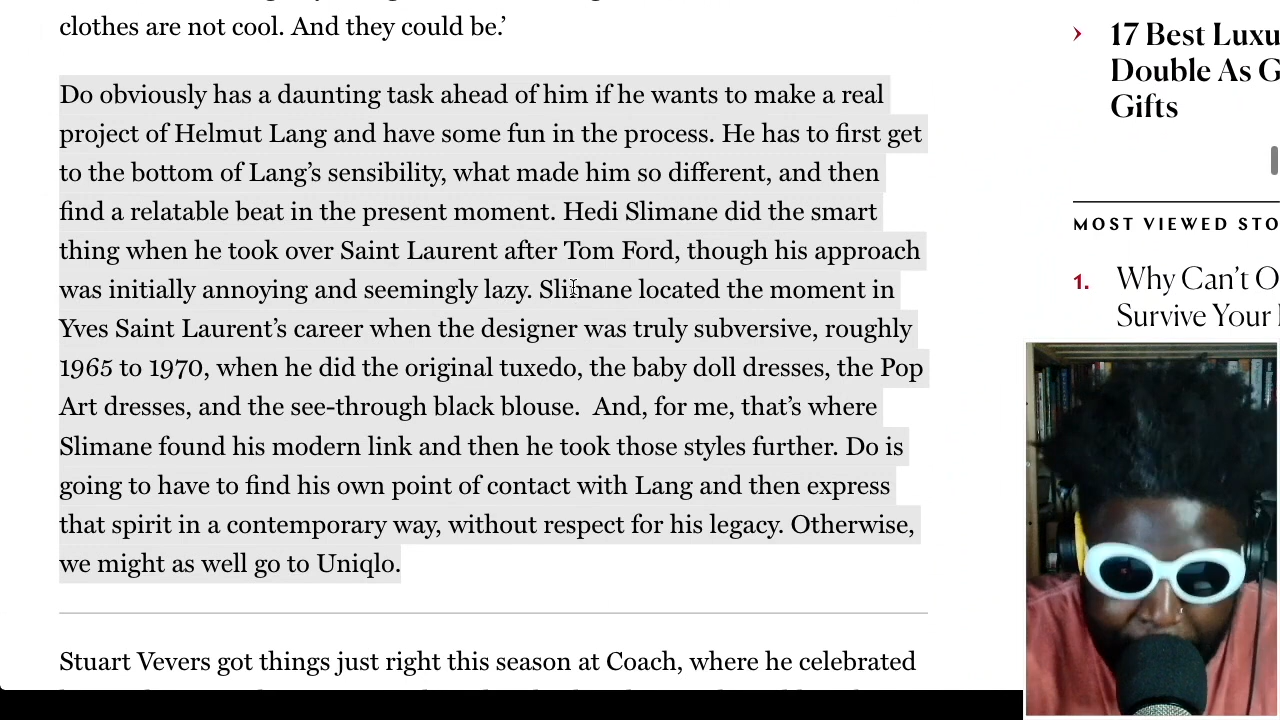 clothes are not cool. And they could be.’
Do obviously has a daunting task ahead of him if he wants to make a real
project of Helmut Lang and have some fun in the process. He has to first get
to the bottom of Lang’s sensibility, what made him so different, and then
find a relatable beat in the present moment. Hedi Slimane did the smart
thing when he took over Saint Laurent after Tom Ford, though his approach
was initially annoying and seemingly lazy. Slimane located the moment in
Yves Saint Laurent’s career when the designer was truly subversive, roughly
1965 to 1970, when he did the original tuxedo, the baby doll dresses, the Pop
Art dresses, and the see-through black blouse.  And, for me, that’s where
Slimane found his modern link and then he took those styles further. Do is
going to have to find his own point of contact with Lang and then express
that spirit in a contemporary way, without respect for his legacy. Otherwise,
we might as well go to Uniqlo.
Stuart Vevers got things just right this season at Coach, where he celebrated
17 Best Luxu
Double As G
Gifts
MOST VIEWED STO
1. Why Can’t O
Survive Your